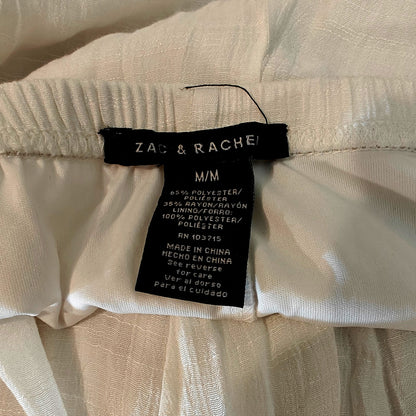 ZAC & RACHEL
M/M
65% POLYESTER/
POLIÉSTER
35% RAYON/RAYÓN
LINING/FORRO:
100% POLYESTER/
POLIÉSTER
RN 103715
MADE IN CHINA
HECHO EN CHINA
See reverse
for care
Ver al dorso
Para el cuidado